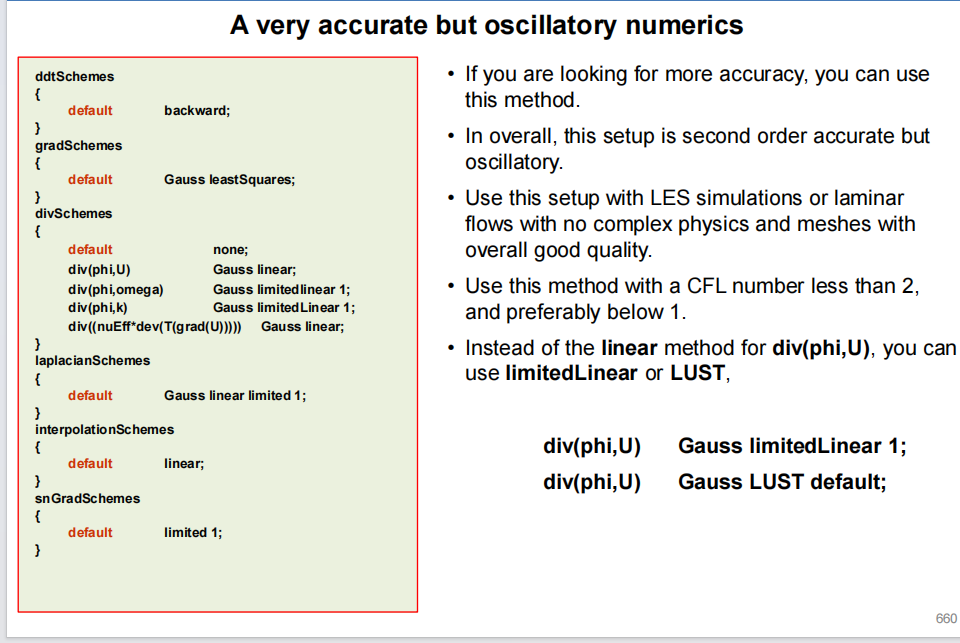 A very accurate but oscillatory numerics
ddtSchemes
{
default backward;
}
gradSchemes
{
default Gauss leastSquares;
}
divSchemes
{
default none;
div(phi,U) Gauss linear;
div(phi,omega) Gauss limitedlinear 1;
div(phi,k) Gauss limitedLinear 1;
div((nuEff*dev(T(grad(U))))) Gauss linear;
}
laplacianSchemes
{
default Gauss linear limited 1;
}
interpolationSchemes
{
default linear;
}
snGradSchemes
{
default limited 1;
}
• If you are looking for more accuracy, you can use
this method.
• In overall, this setup is second order accurate but
oscillatory.
• Use this setup with LES simulations or laminar
flows with no complex physics and meshes with
overall good quality.
• Use this method with a CFL number less than 2,
and preferably below 1.
• Instead of the linear method for div(phi,U), you can
use limitedLinear or LUST,
div(phi,U) Gauss limitedLinear 1;
div(phi,U) Gauss LUST default;
660